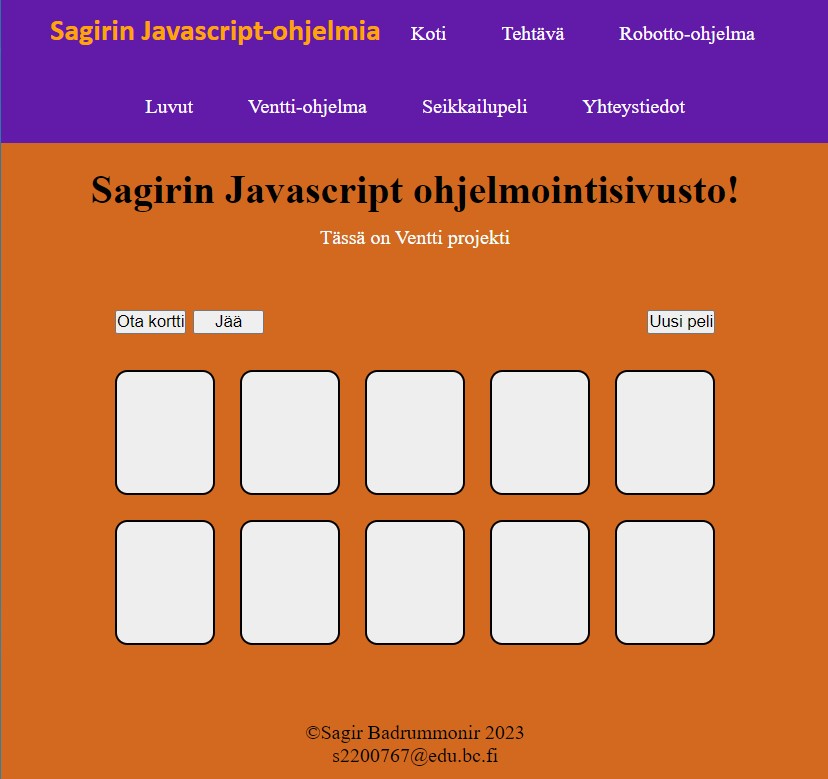 Sagirin Javascript-ohjelmia Koti Tehtävä Robotto-ohjelma
Luvut Ventti-ohjelma Seikkailupeli Yhteystiedot
Sagirin Javascript ohjelmointisivusto!
Tässä on Ventti projekti
Ota kortti Jää Uusi peli
©Sagir Badrummonir 2023
s2200767@edu.bc.fi